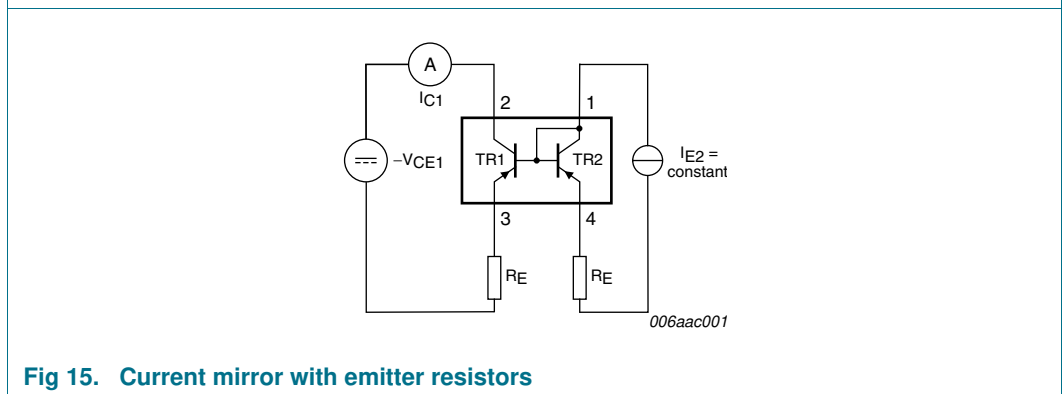 A
IC1
2
1
TR1
TR2
–VCE1
IE2 =
constant
3
4
RE
RE
006aac001
Fig 15. Current mirror with emitter resistors